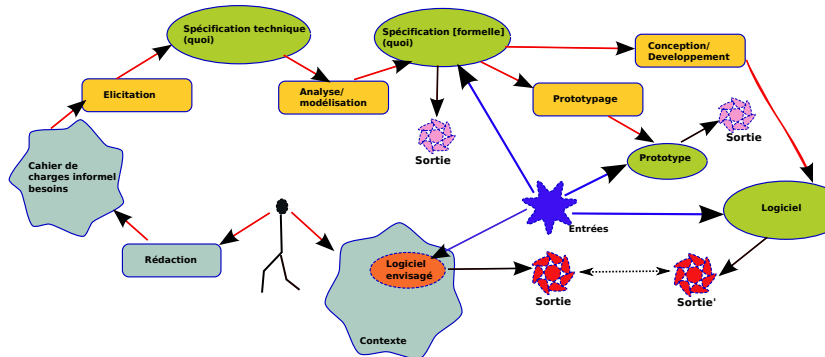 Spécification technique
(quoi)
Spécification [formelle]
(quoi)
Conception/
Developpement
Elicitation
Analyse/
modélisation
Prototypage
Sortie
Sortie
Cahier de
charges informel
besoins
Prototype
Logiciel
Entrées
Rédaction
Logiciel
envisagé
Sortie
Sortie'
Contexte